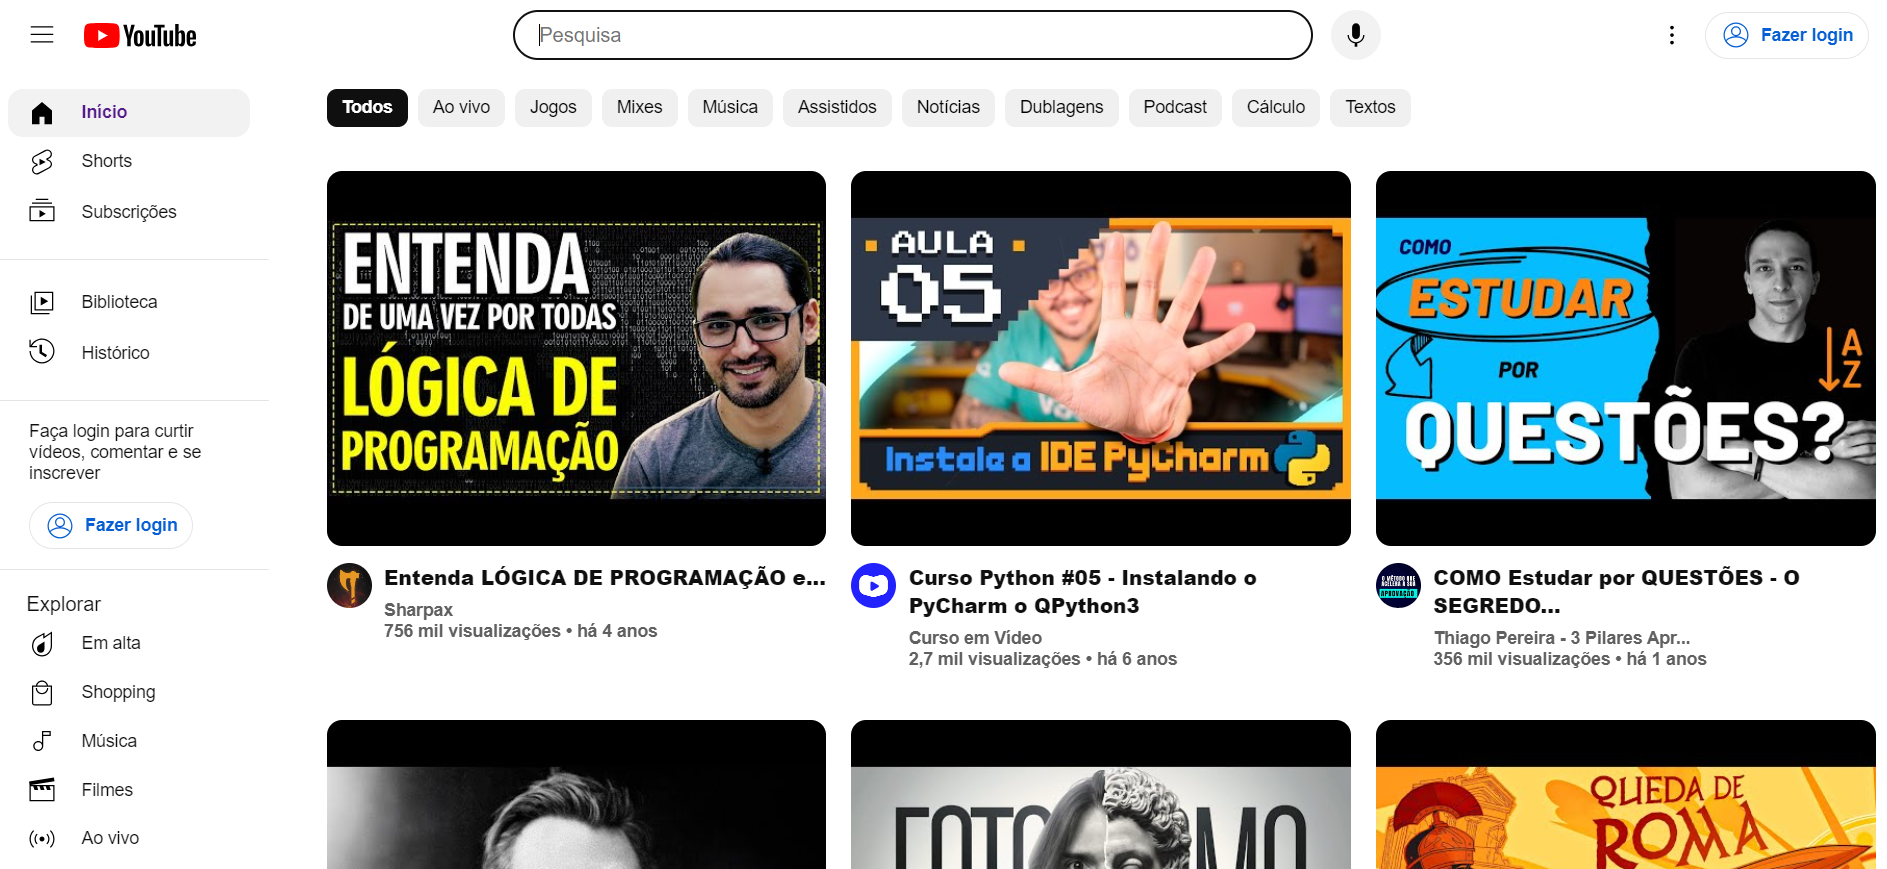 YouTube
Pesquisa
Fazer login
Início
Shorts
Subscrições
Biblioteca
Histórico
Faça login para curtir
vídeos, comentar e se
inscrever
Fazer login
Explorar
Em alta
Shopping
Música
Filmes
Ao vivo
Todos
Ao vivo
Jogos
Mixes
Música
Assistidos
Notícias
Dublagens
Podcast
Cálculo
Textos
ENTENDA
DE UMA VEZ POR TODAS
LÓGICA DE
PROGRAMAÇÃO
AULA
05
Instale a IDE PyCharm
COMO
ESTUDAR
POR
QUESTÕES?
A
Z
Entenda LÓGICA DE PROGRAMAÇÃO e...
Sharpax
756 mil visualizações • há 4 anos
Curso Python #05 - Instalando o
PyCharm o QPython3
Curso em Vídeo
2,7 mil visualizações • há 6 anos
O MÉTODO QUE
ACELERA A SUA
APROVAÇÃO
COMO Estudar por QUESTÕES - O
SEGREDO...
Thiago Pereira - 3 Pilares Apr...
356 mil visualizações • há 1 anos
QUEDA DE
ROMA